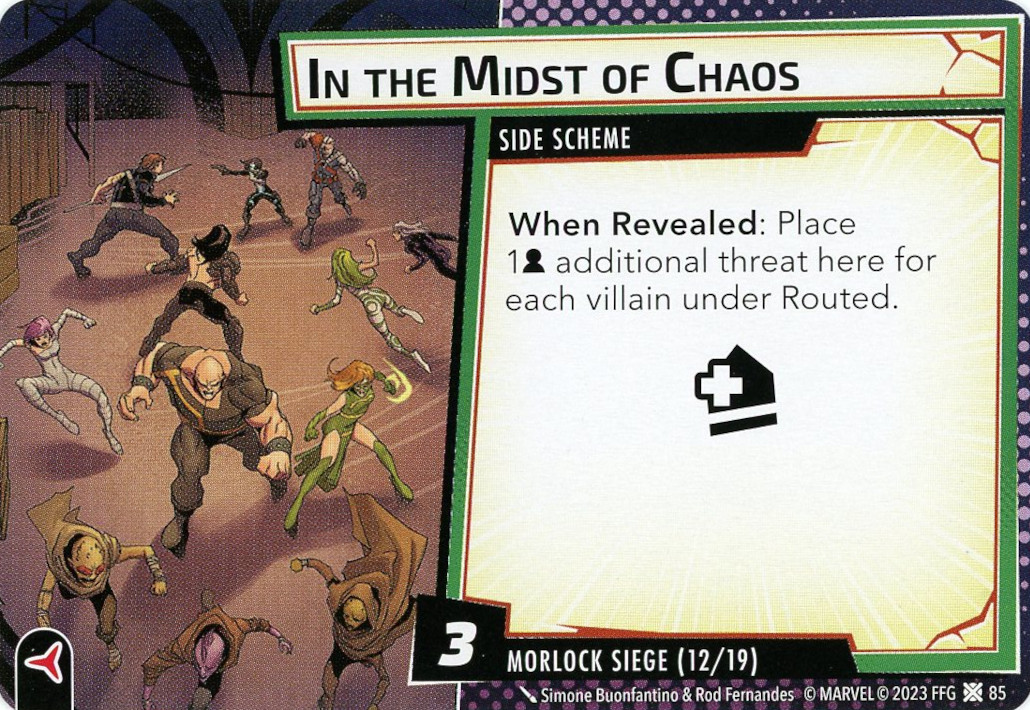 IN THE MIDST OF CHAOS
SIDE SCHEME
When Revealed: Place
1 additional threat here for
each villain under Routed.
3
MORLOCK SIEGE (12/19)
Simone Buonfantino & Rod Fernandes © MARVEL © 2023 FFG 85